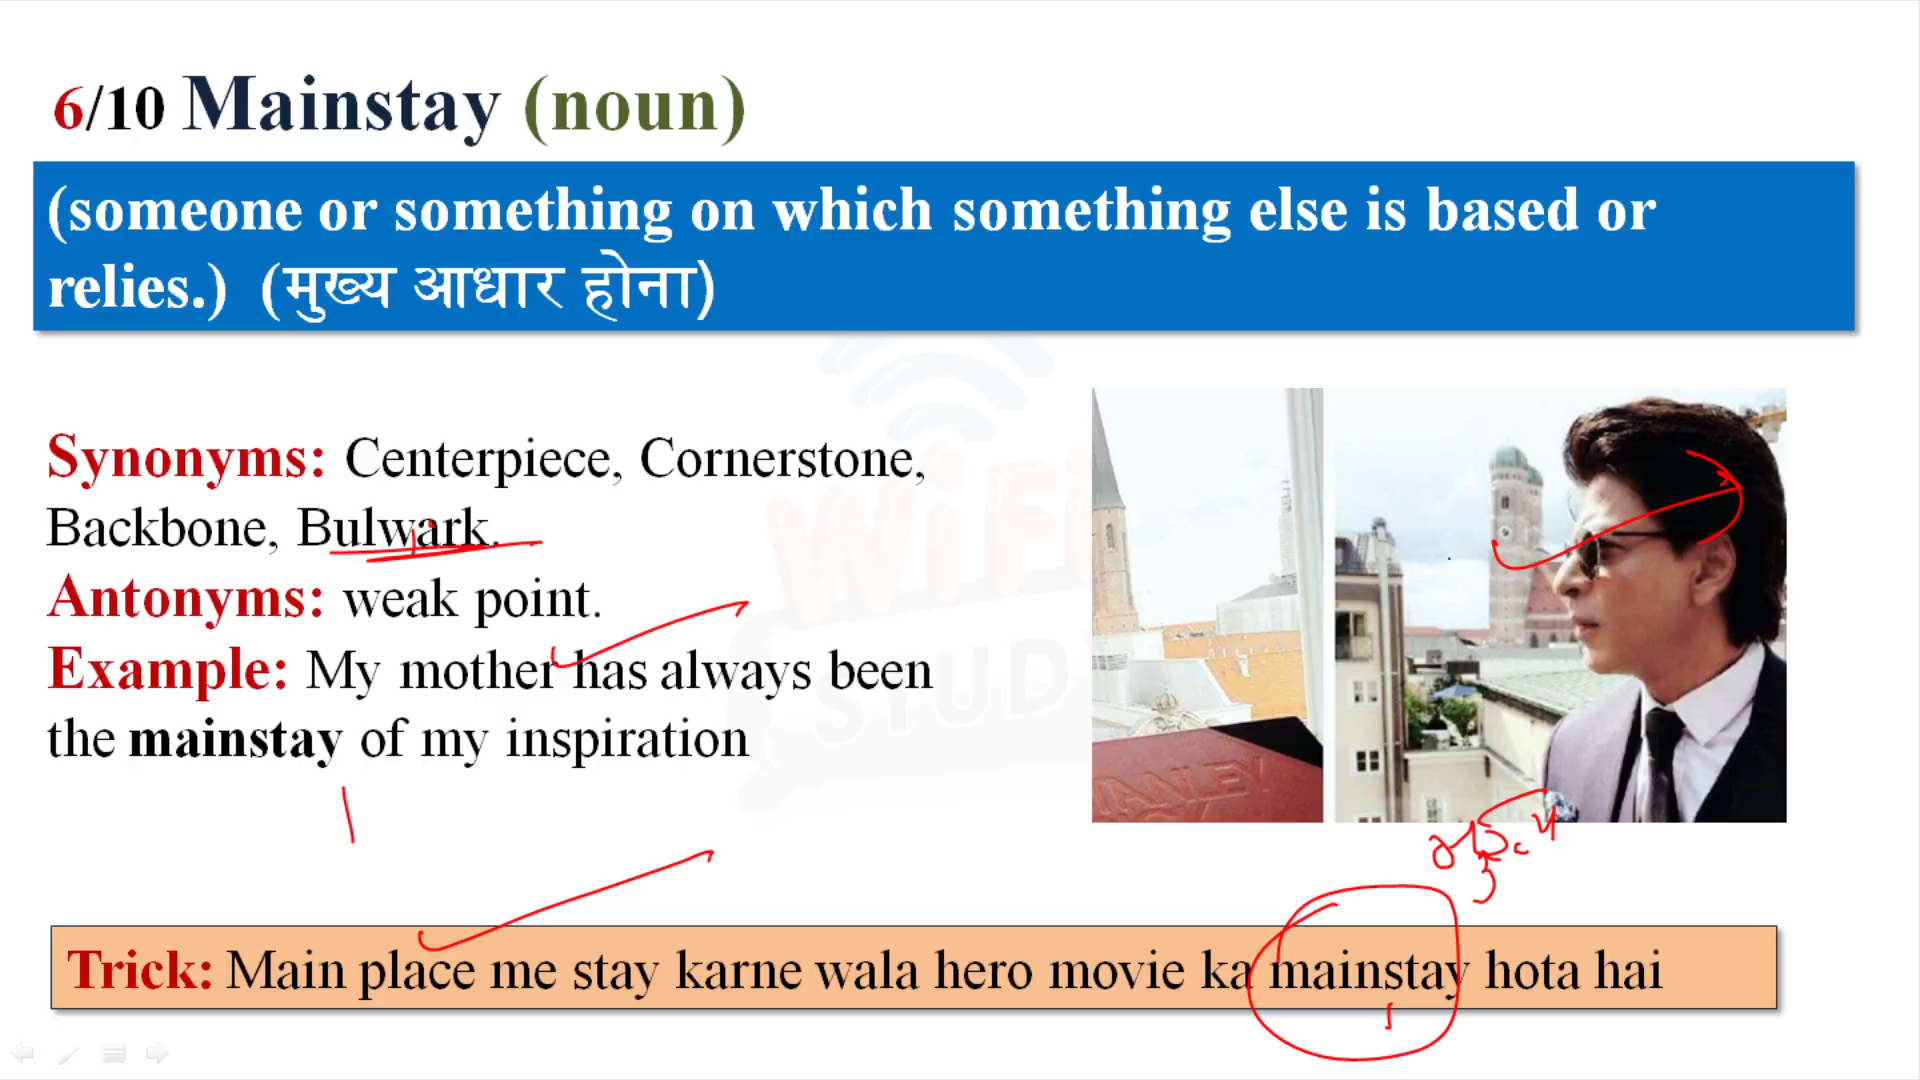 6/10 Mainstay (noun)
(someone or something on which something else is based or
relies.) (मुख्य आधार होना)
Synonyms: Centerpiece, Cornerstone,
Backbone, Bulwark.
Antonyms: weak point.
Example: My mother has always been
the mainstay of my inspiration
WiFi
STUDY
Trick: Main place me stay karne wala hero movie ka mainstay hota hai